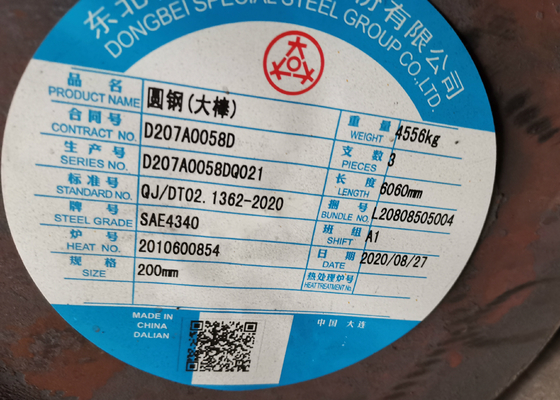 东北
份有限公司
DONGBEI SPECIAL STEEL GROUP CO.,LTD.
品 名 圆钢(大棒)
PRODUCT NAME
合同号 D207A0058D
CONTRACT NO.
生产号 D207A0058DQ021
SERIES NO.
标准号 QJ/DT02.1362-2020
STANDARD NO.
牌 号 SAE4340
STEEL GRADE
炉 号 2010600854
HEAT NO.
规 格 200mm
SIZE
重 量 4556kg
WEIGHT
支 数 3
PIECES
长 度 6060mm
LENGTH
捆 号 L20808505004
BUNDLE NO.
班 组 A1
SHIFT
日 期 2020/08/27
DATE
热处理炉号
HEATTREATMENT No.
MADE IN
CHINA
DALIAN
中国 大连